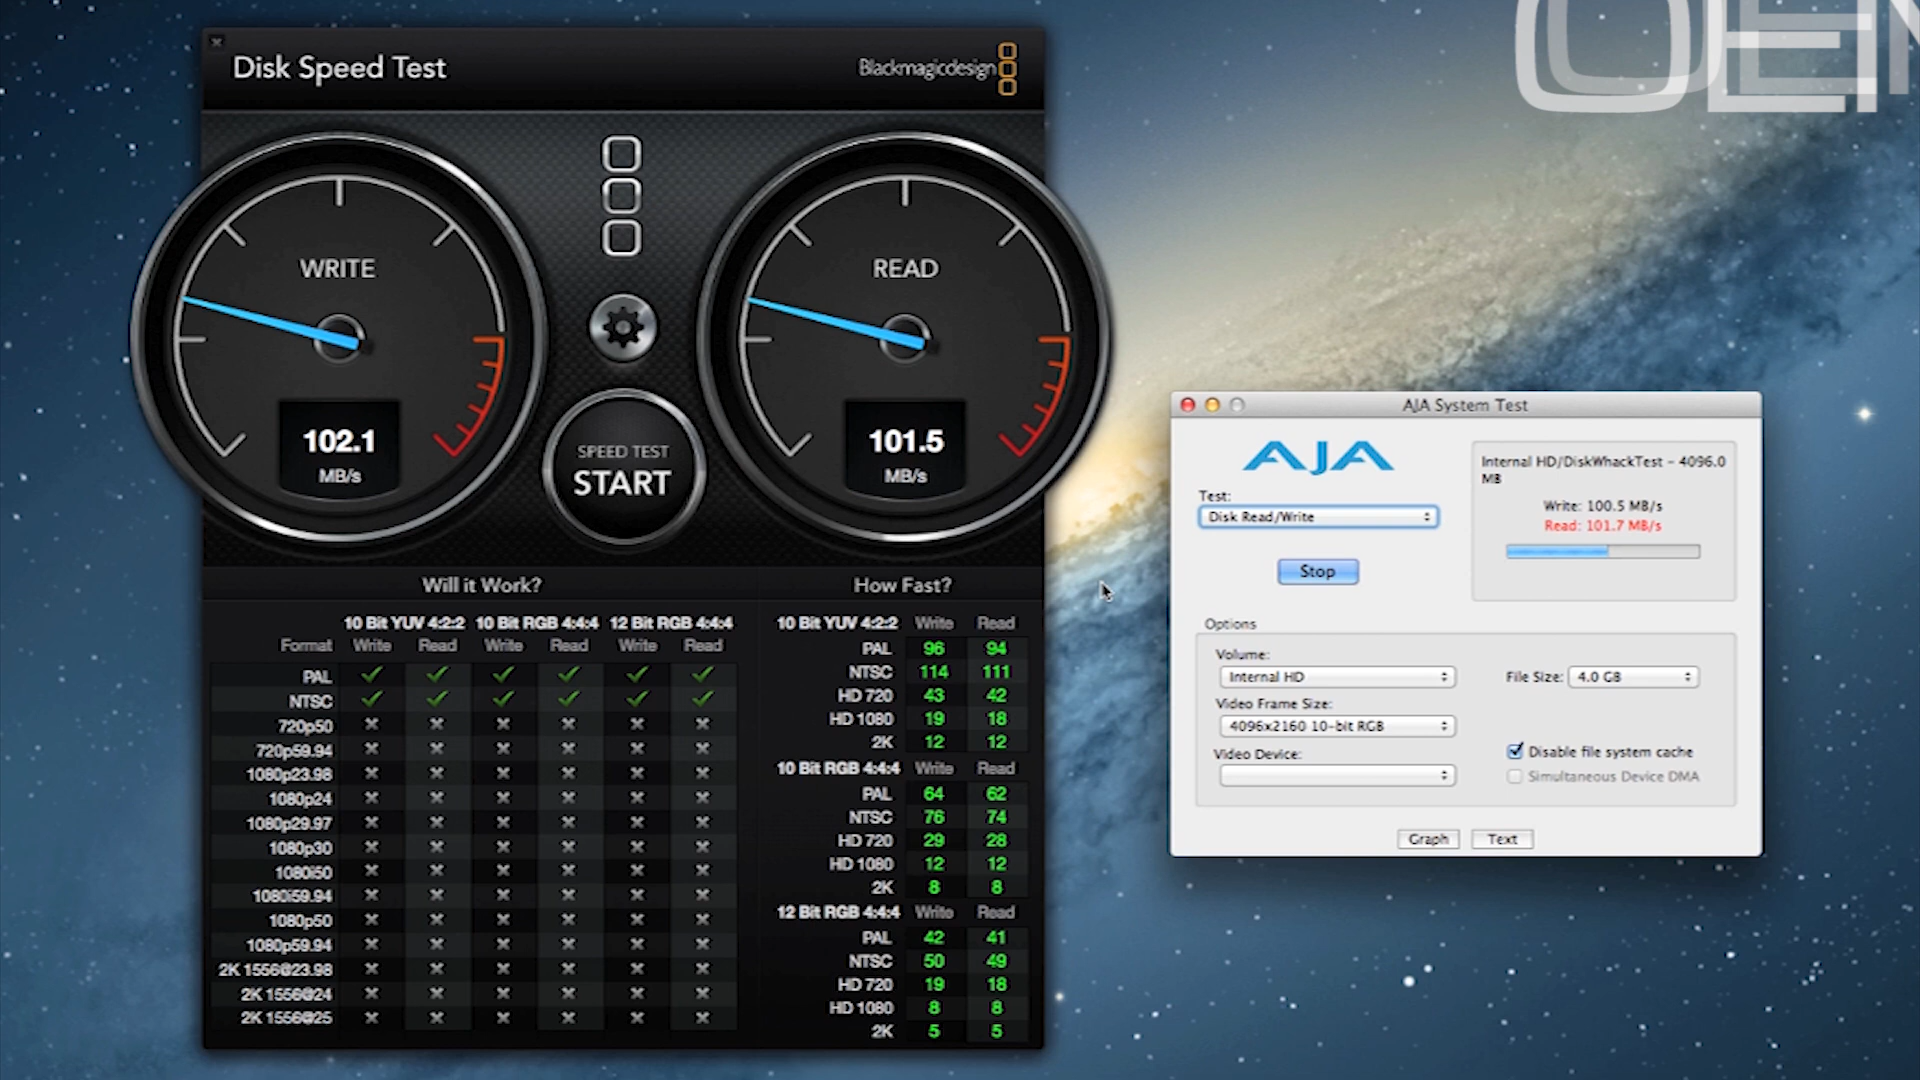 Disk Speed Test
Blackmagicdesign
WRITE
102.1
MB/s
READ
101.5
MB/s
SPEED TEST
START
Will it Work?
10 Bit YUV 4:2:2 10 Bit RGB 4:4:4 12 Bit RGB 4:4:4
Format Write Read Write Read Write Read
PAL
NTSC
720p50
720p59.94
1080p23.98
1080p24
1080p29.97
1080p30
1080i50
1080i59.94
1080p50
1080p59.94
2K 1556@23.98
2K 1556@24
2K 1556@25
How Fast?
10 Bit YUV 4:2:2 Write Read
PAL 96 94
NTSC 114 111
HD 720 43 42
HD 1080 19 18
2K 12 12
10 Bit RGB 4:4:4 Write Read
PAL 64 62
NTSC 76 74
HD 720 29 28
HD 1080 12 12
2K 8 8
12 Bit RGB 4:4:4 Write Read
PAL 42 41
NTSC 50 49
HD 720 19 18
HD 1080 8 8
2K 5 5
AJA System Test
AJA
Test:
Disk Read/Write
Stop
Internal HD/DiskWhackTest - 4096.0
MB
Write: 100.5 MB/s
Read: 101.7 MB/s
Options
Volume:
Internal HD
File Size: 4.0 GB
Video Frame Size:
4096x2160 10-bit RGB
Video Device:
Disable file system cache
Simultaneous Device DMA
Graph Text